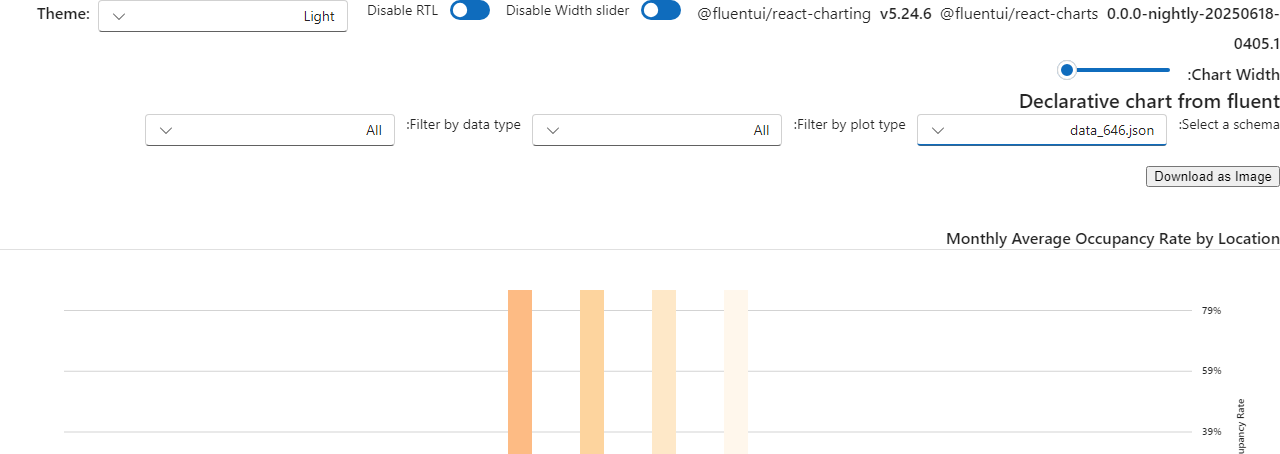 Theme: Light Disable RTL Disable Width slider @fluentui/react-charting v5.24.6 @fluentui/react-charts 0.0.0-nightly-20250618-
0405.1
:Chart Width
Declarative chart from fluent
:Select a schema data_646.json :Filter by plot type All :Filter by data type All
Download as Image
Monthly Average Occupancy Rate by Location
79%
59%
39%